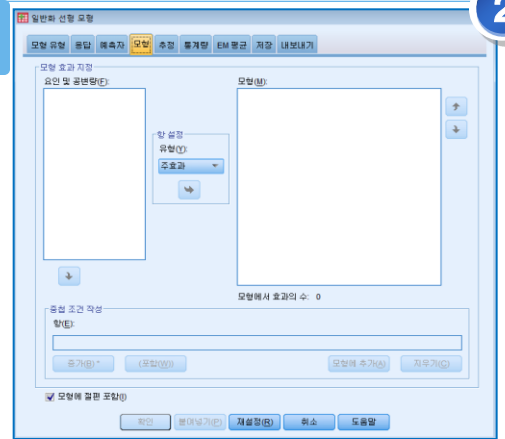 2
일반화 선형 모형
모형 유형 응답 예측자 모형 추정 통계량 EM 평균 저장 내보내기
모형 효과 지정
요인 및 공변량(F): 모형(M):
항 설정
유형(Y):
주효과
모형에서 효과의 수: 0
중첩 조건 작성
항(E):
증가(B) * (포함(W)) 모형에 추가(A) 지우기(C)
모형에 절편 포함(I)
확인 붙여넣기(P) 재설정(R) 취소 도움말